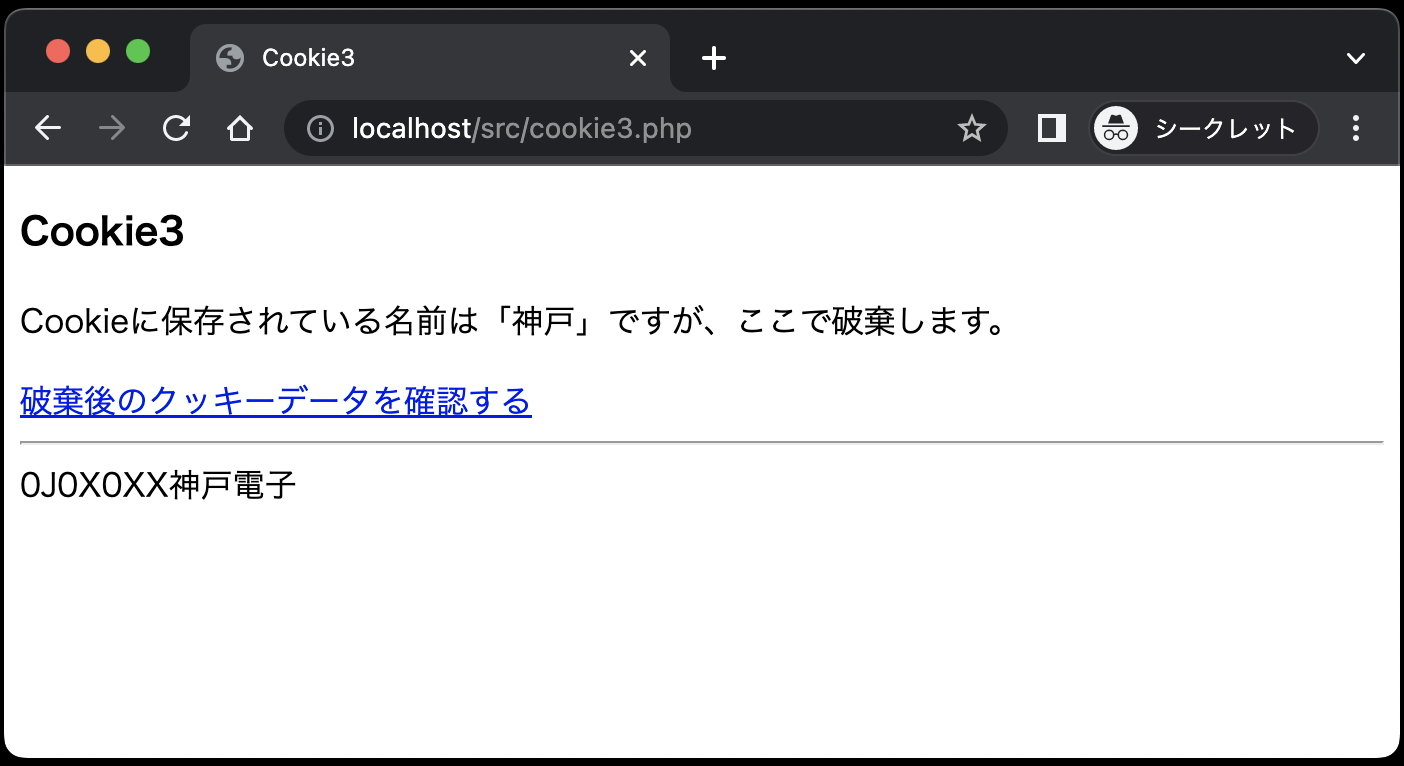 Cookie3
localhost/src/cookie3.php
シークレット
Cookie3
Cookieに保存されている名前は「神戸」ですが、ここで破棄します。
破棄後のクッキーデータを確認する
0J0X0XX神戸電子